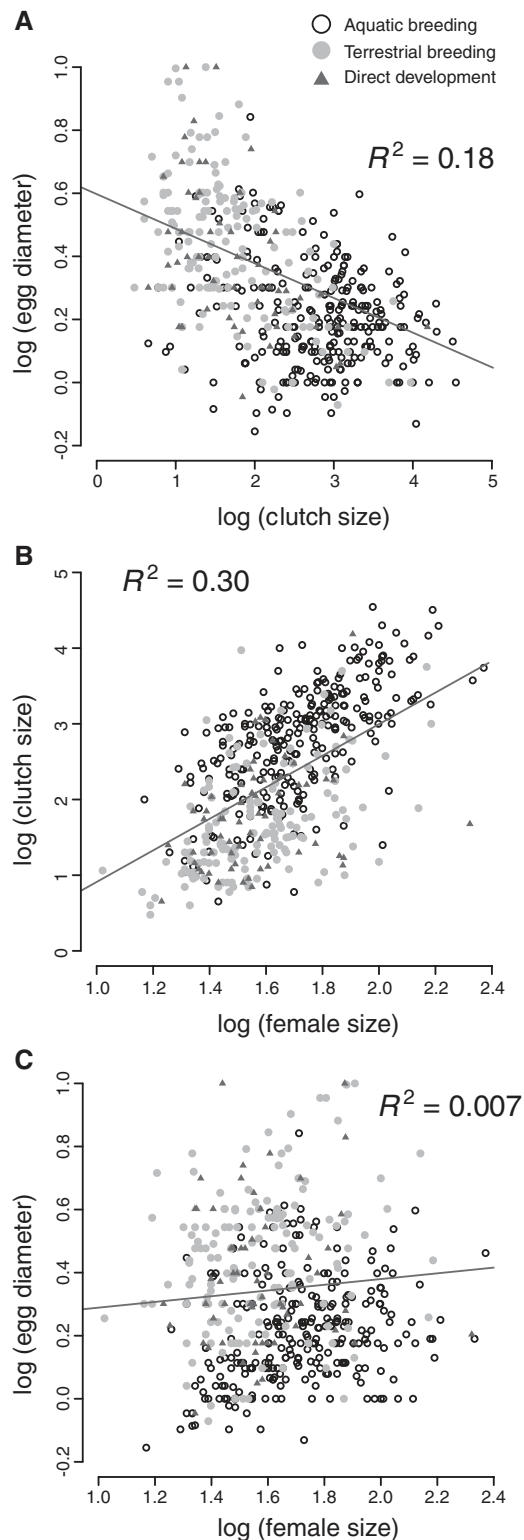 A
Aquatic breeding
Terrestrial breeding
Direct development
R² = 0.18
log (egg diameter)
1.0
0.8
0.6
0.4
0.2
0.0
-0.2
0 1 2 3 4 5
log (clutch size)
B
R² = 0.30
log (clutch size)
5
4
3
2
1
0
1.0 1.2 1.4 1.6 1.8 2.0 2.2 2.4
log (female size)
C
R² = 0.007
log (egg diameter)
1.0
0.8
0.6
0.4
0.2
0.0
-0.2
1.0 1.2 1.4 1.6 1.8 2.0 2.2 2.4
log (female size)